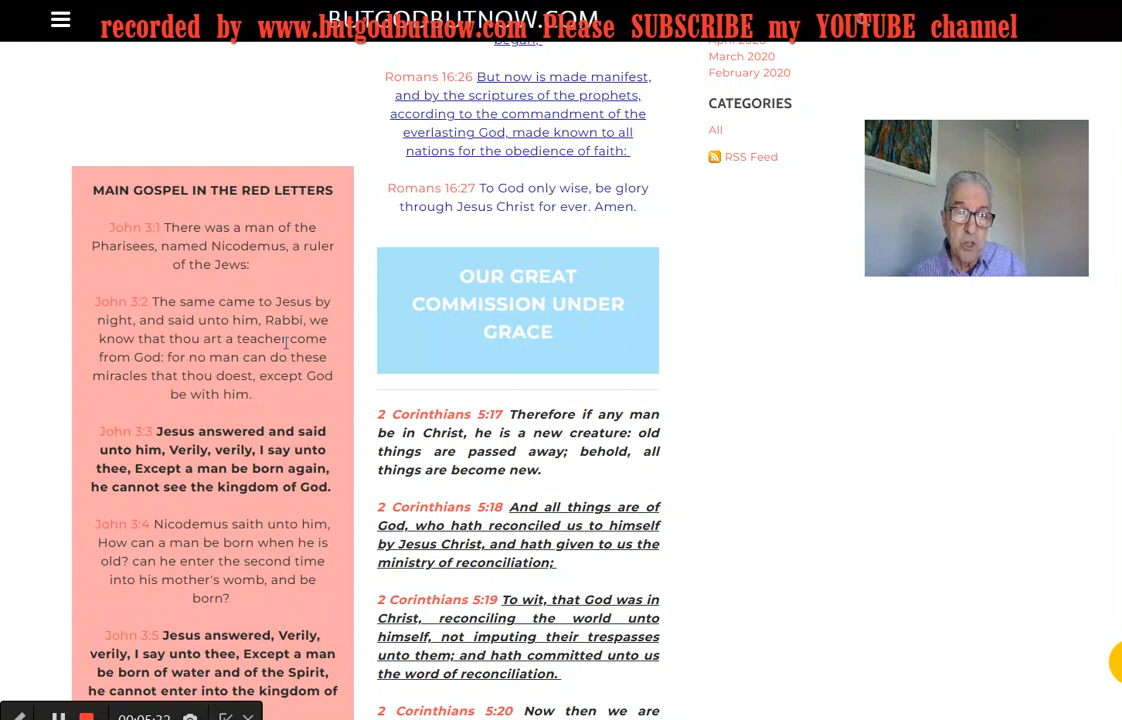 BUTGODBUTNOW.COM
recorded by www.butgodbutnow.com Please SUBSCRIBE my YOUTUBE channel
MAIN GOSPEL IN THE RED LETTERS
John 3:1 There was a man of the
Pharisees, named Nicodemus, a ruler
of the Jews:
John 3:2 The same came to Jesus by
night, and said unto him, Rabbi, we
know that thou art a teacher come
from God: for no man can do these
miracles that thou doest, except God
be with him.
John 3:3 Jesus answered and said
unto him, Verily, verily, I say unto
thee, Except a man be born again,
he cannot see the kingdom of God.
John 3:4 Nicodemus saith unto him,
How can a man be born when he is
old? can he enter the second time
into his mother's womb, and be
born?
John 3:5 Jesus answered, Verily,
verily, I say unto thee, Except a man
be born of water and of the Spirit,
he cannot enter into the kingdom of
began,
Romans 16:26 But now is made manifest,
and by the scriptures of the prophets,
according to the commandment of the
everlasting God, made known to all
nations for the obedience of faith:
Romans 16:27 To God only wise, be glory
through Jesus Christ for ever. Amen.
OUR GREAT
COMMISSION UNDER
GRACE
2 Corinthians 5:17 Therefore if any man
be in Christ, he is a new creature: old
things are passed away; behold, all
things are become new.
2 Corinthians 5:18 And all things are of
God, who hath reconciled us to himself
by Jesus Christ, and hath given to us the
ministry of reconciliation;
2 Corinthians 5:19 To wit, that God was in
Christ, reconciling the world unto
himself, not imputing their trespasses
unto them; and hath committed unto us
the word of reconciliation.
2 Corinthians 5:20 Now then we are
April 2020
March 2020
February 2020
CATEGORIES
All
RSS Feed